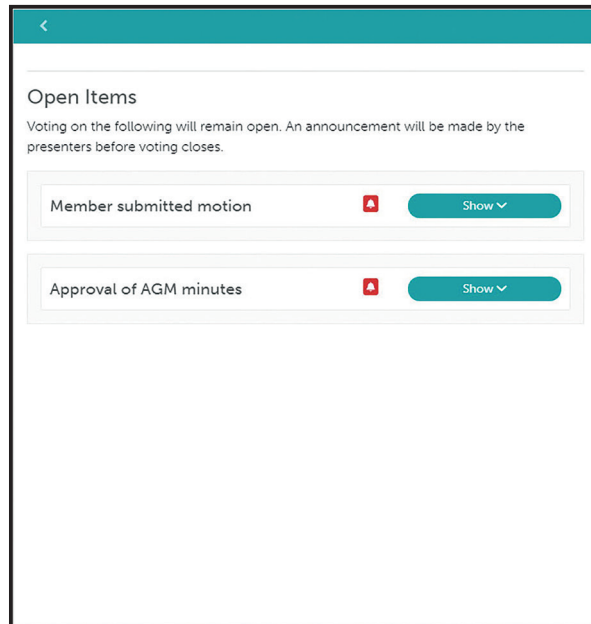 Open Items
Voting on the following will remain open. An announcement will be made by the
presenters before voting closes.
Member submitted motion
Show
Approval of AGM minutes
Show